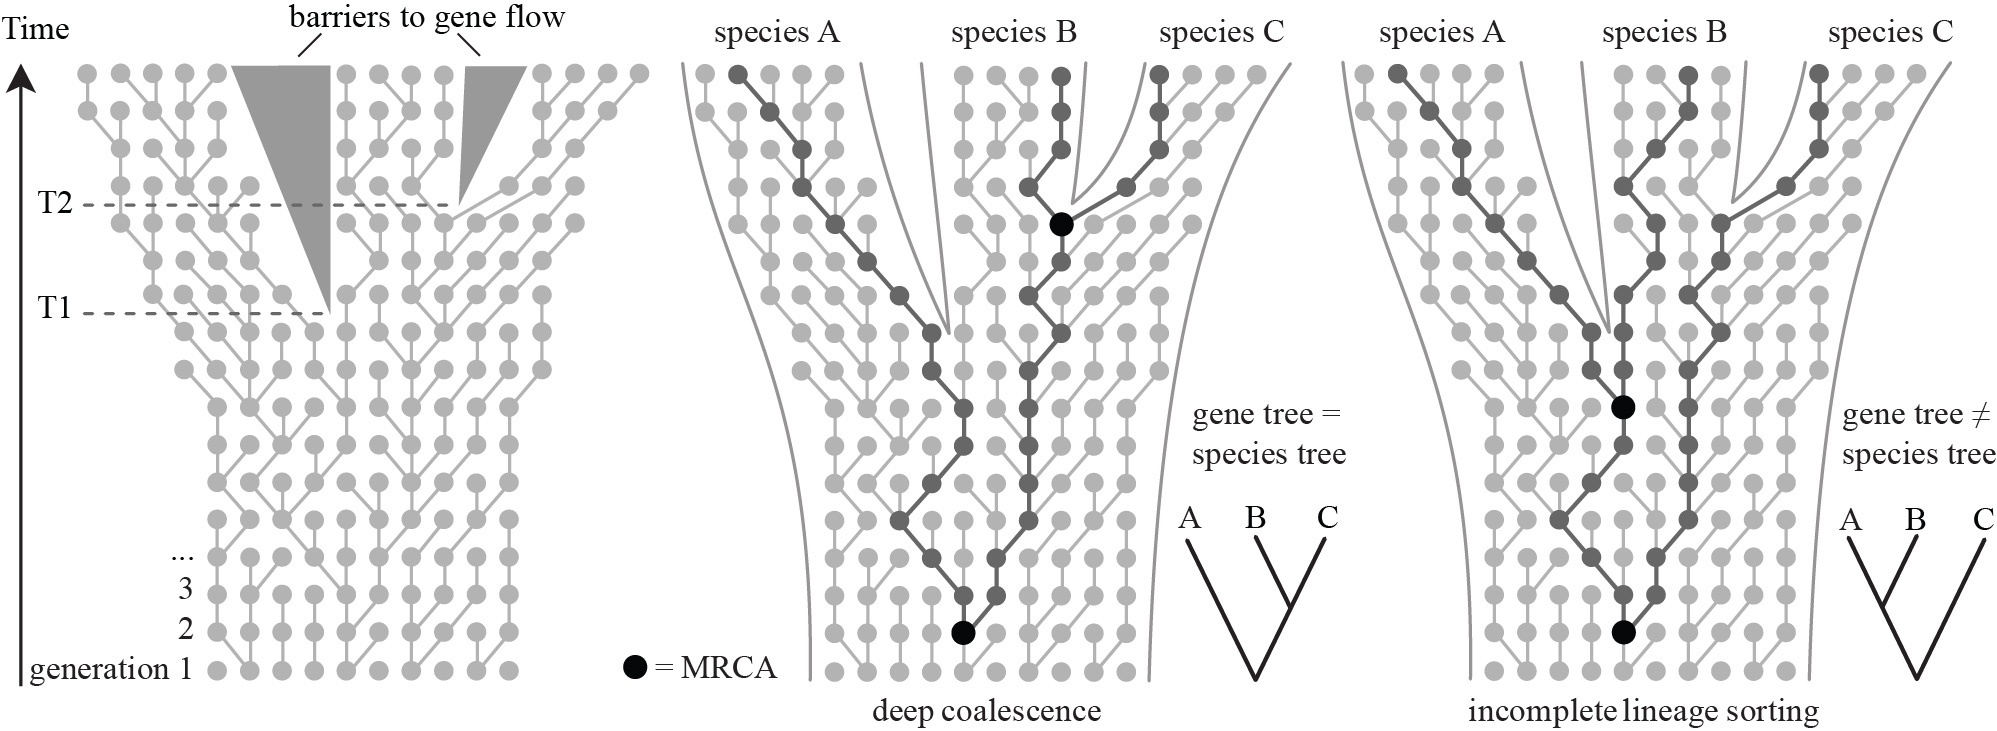 barriers to gene flow
Time
T2
T1
...
3
2
generation 1
species A
species B
species C
gene tree =
species tree
A
B
C
= MRCA
deep coalescence
species A
species B
species C
gene tree ≠
species tree
A
B
C
incomplete lineage sorting